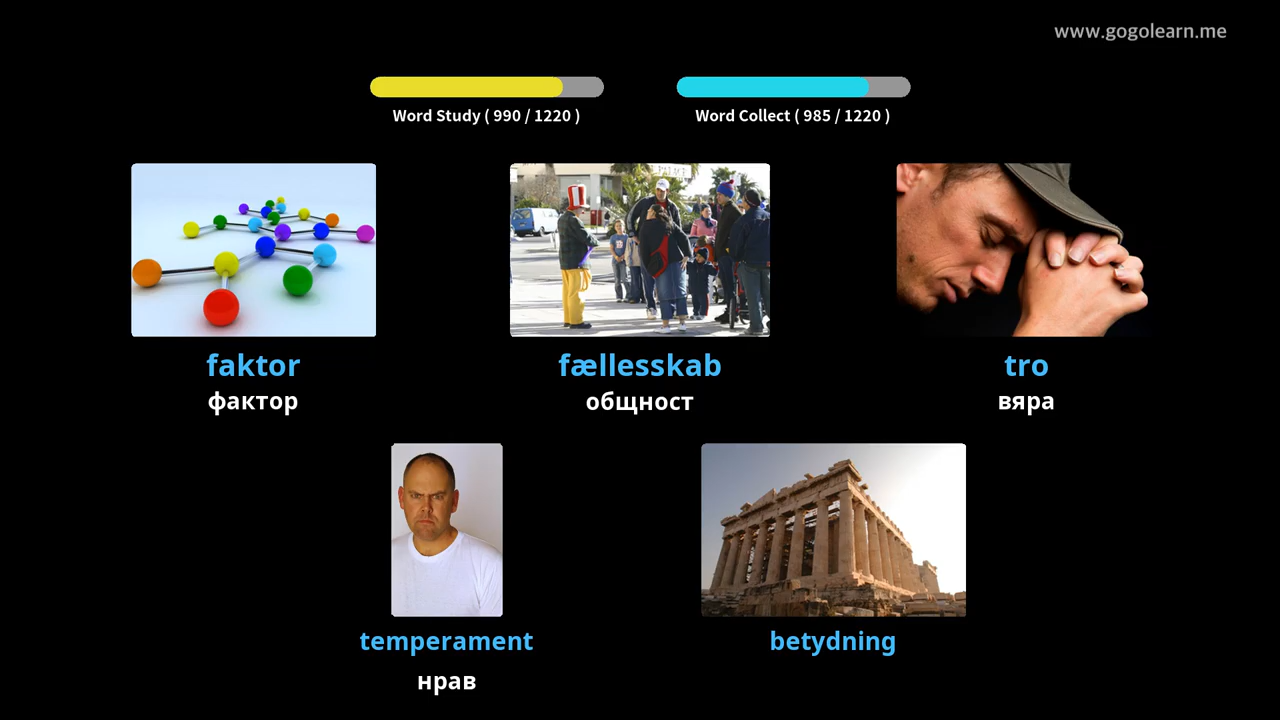 www.gogolearn.me
Word Study ( 990 / 1220 )
Word Collect ( 985 / 1220 )
faktor
фактор
fællesskab
общност
tro
вяра
temperament
нрав
betydning